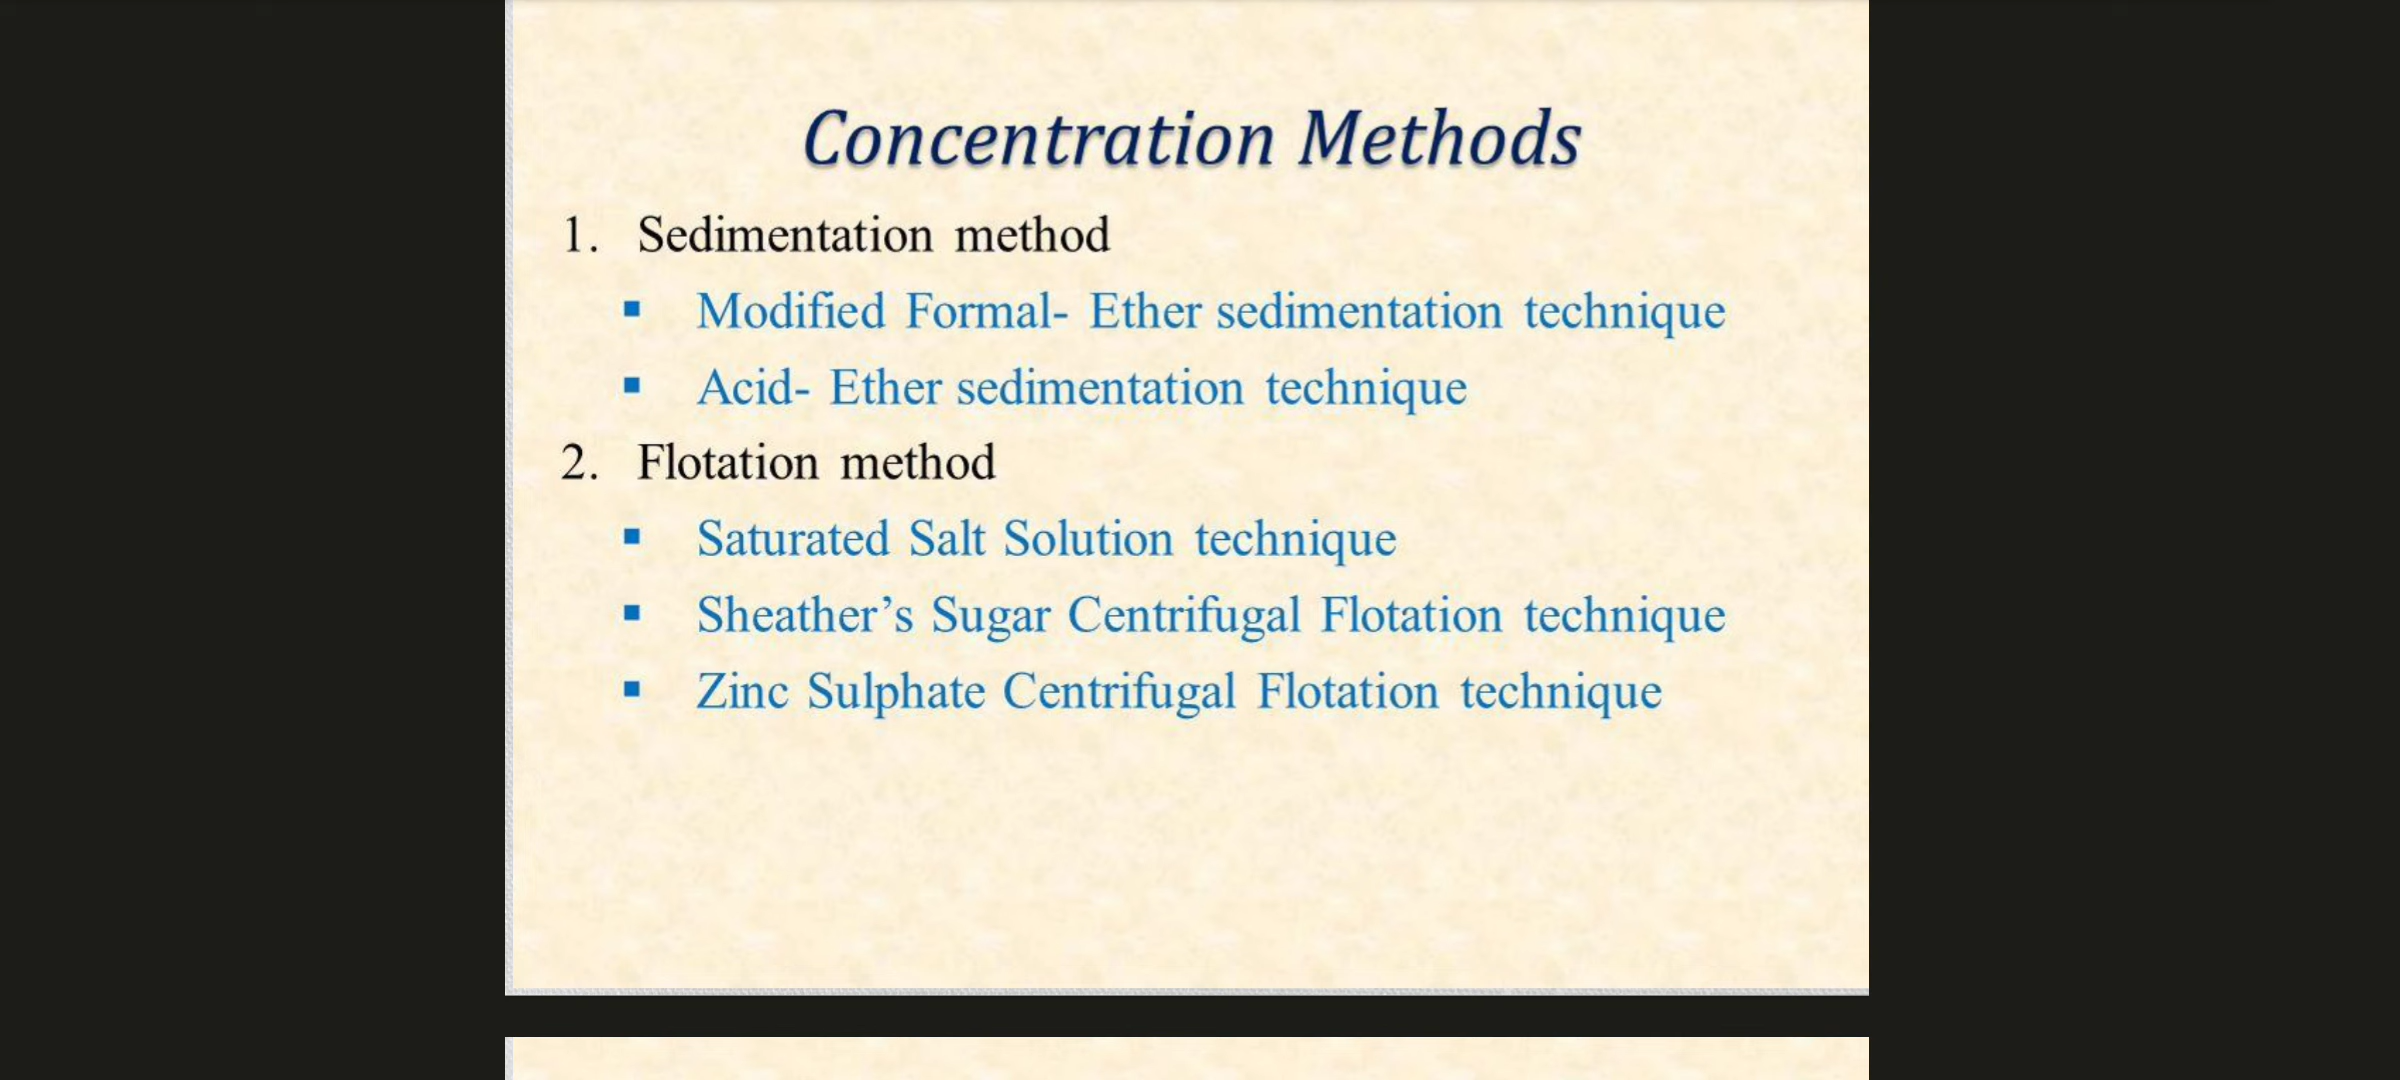 Concentration Methods
1. Sedimentation method
▪ Modified Formal- Ether sedimentation technique
▪ Acid- Ether sedimentation technique
2. Flotation method
▪ Saturated Salt Solution technique
▪ Sheather’s Sugar Centrifugal Flotation technique
▪ Zinc Sulphate Centrifugal Flotation technique